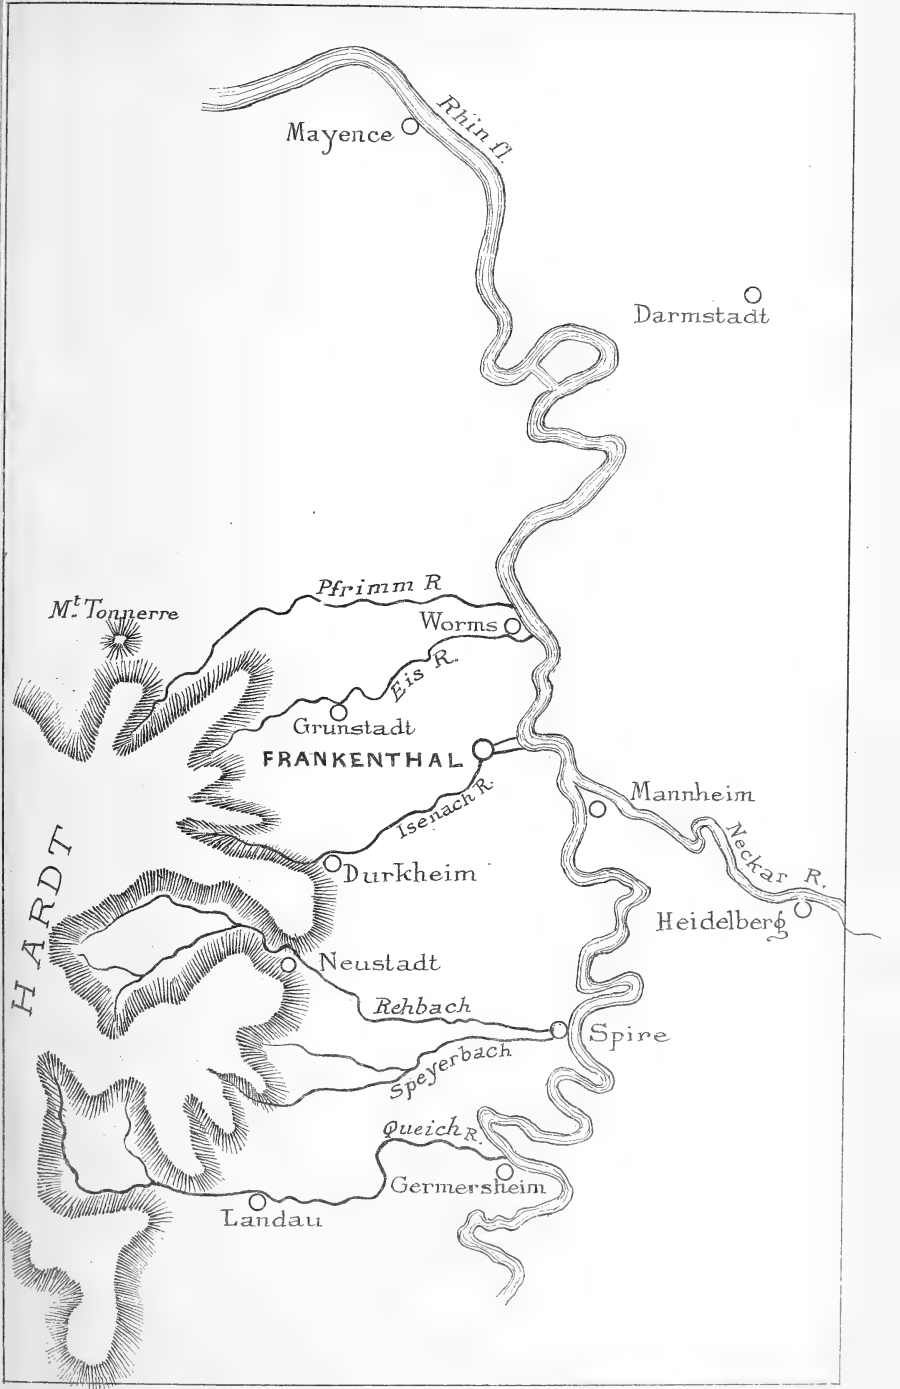 Rhin fl.
Mayence
Darmstadt
Pfrimm R
Mt. Tonnerre
Worms
Eis R.
Grunstadt
FRANKENTHAL
Mannheim
Isenach R.
Neckar R.
Durkheim
HARDT
Heidelberg
Neustadt
Rehbach
Spire
Speyerbach
Queich R.
Germersheim
Landau